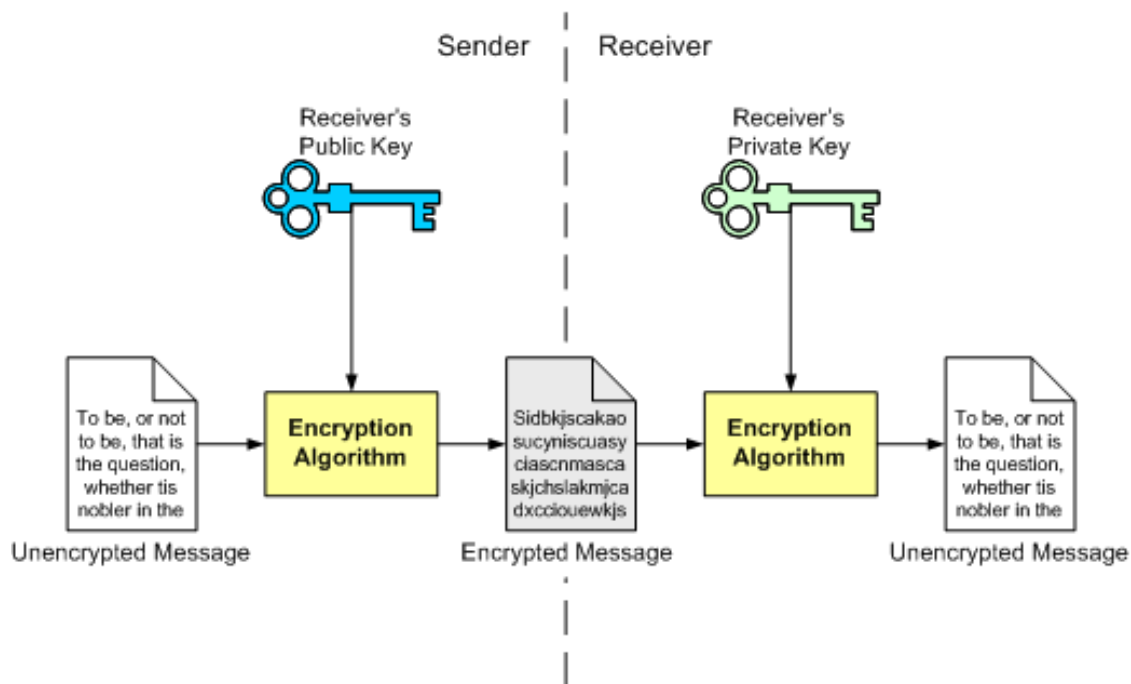 Sender
Receiver
Receiver's
Public Key
Receiver's
Private Key
To be, or not
to be, that is
the question,
whether tis
nobler in the
Unencrypted Message
Encryption
Algorithm
Sidbkjscakao
sucyniscuasy
ciascnmasca
skjchslakmjca
dxcciouewkjs
Encrypted Message
Encryption
Algorithm
To be, or not
to be, that is
the question,
whether tis
nobler in the
Unencrypted Message